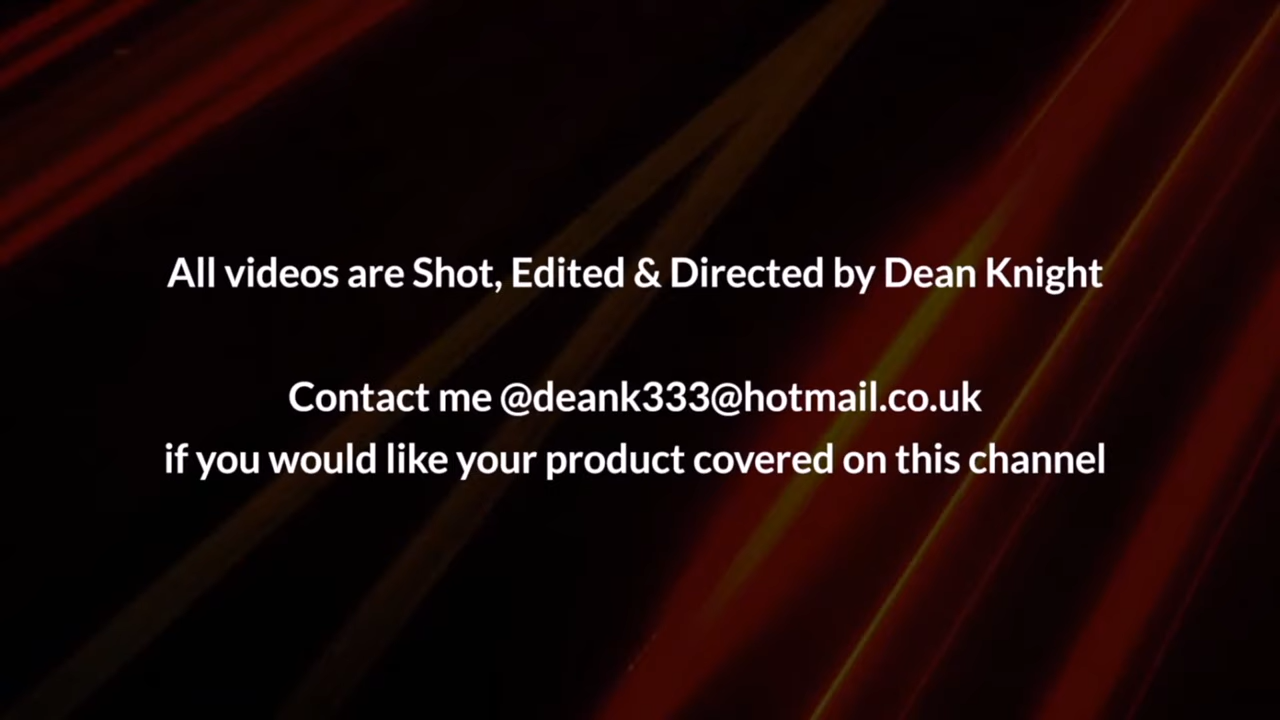 All videos are Shot, Edited & Directed by Dean Knight
Contact me @deank333@hotmail.co.uk
if you would like your product covered on this channel